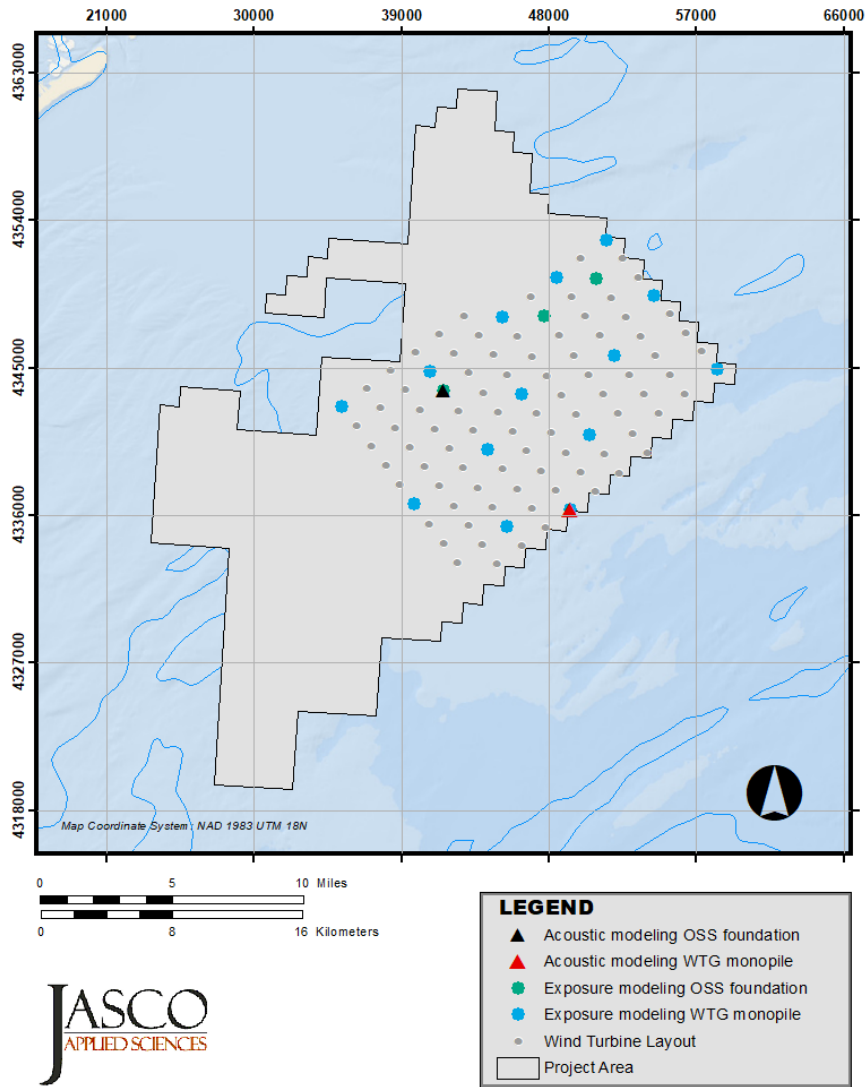 21000 30000 39000 48000 57000 66000
4363000
4354000
4345000
4336000
4327000
4318000
Map Coordinate System: NAD 1983 UTM 18N
0 5 10 Miles
0 8 16 Kilometers
LEGEND
Acoustic modeling OSS foundation
Acoustic modeling WTG monopile
Exposure modeling OSS foundation
Exposure modeling WTG monopile
Wind Turbine Layout
Project Area
JASCO
APPLIED SCIENCES